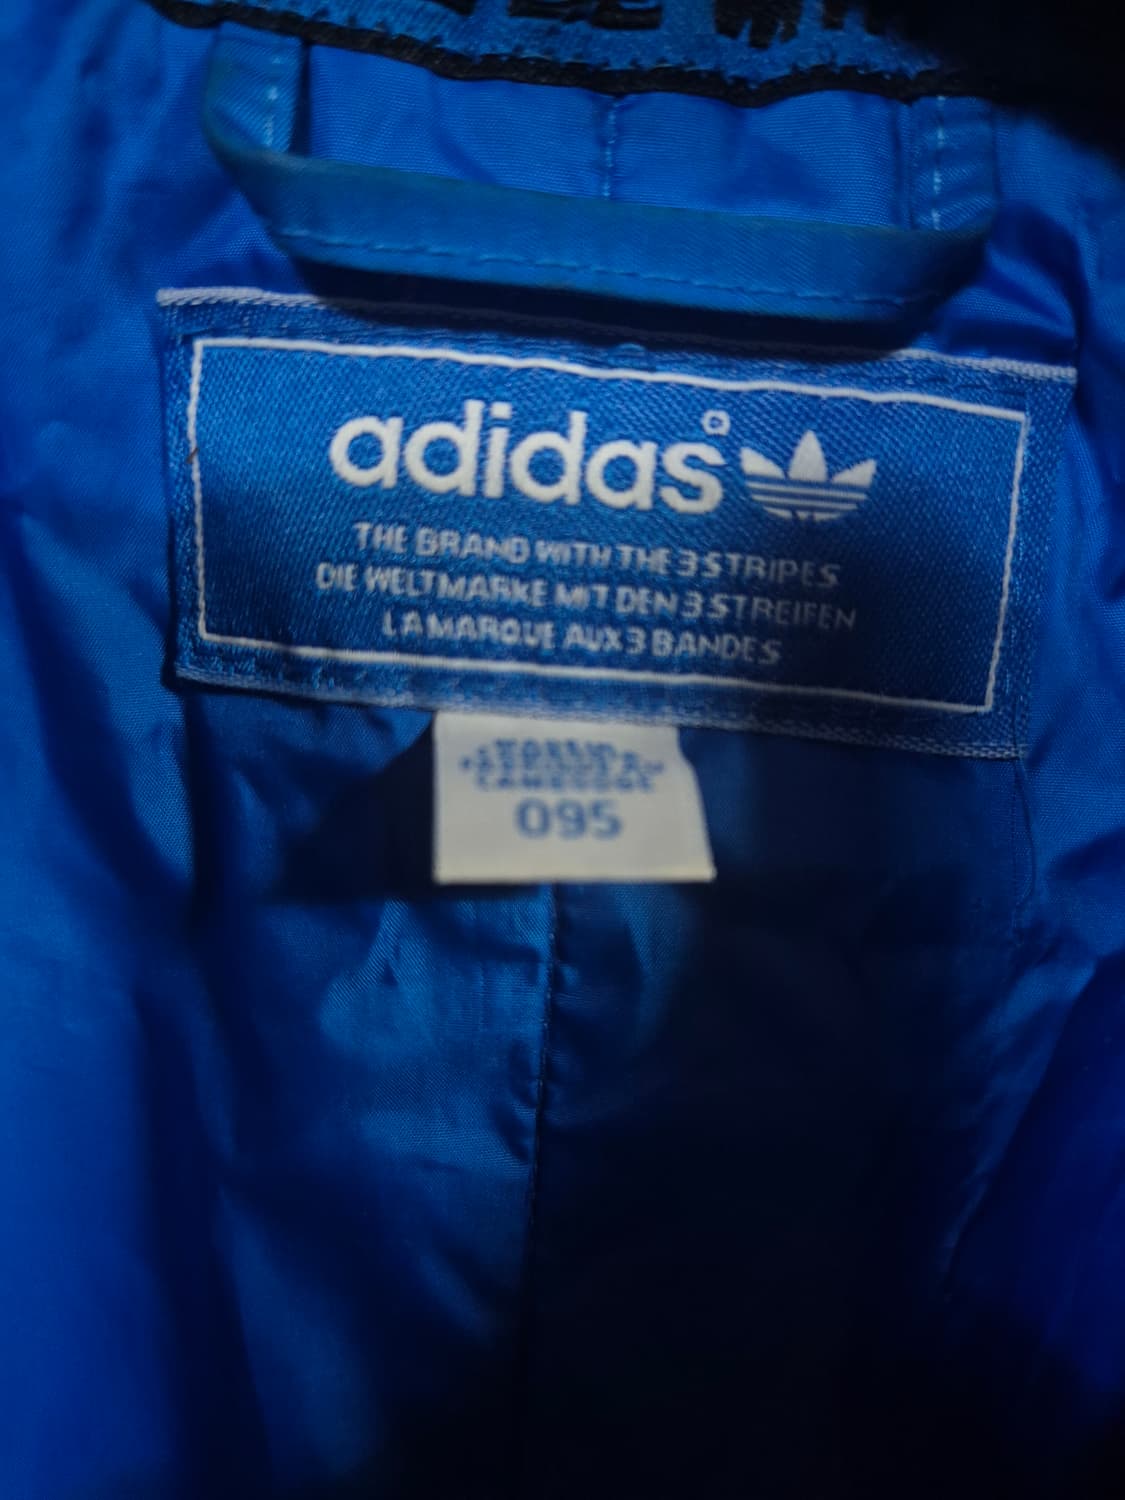 adidas
THE BRAND WITH THE 3 STRIPES
DIE WELTMARKE MIT DEN 3 STREIFEN
LA MARQUE AUX 3 BANDES
095